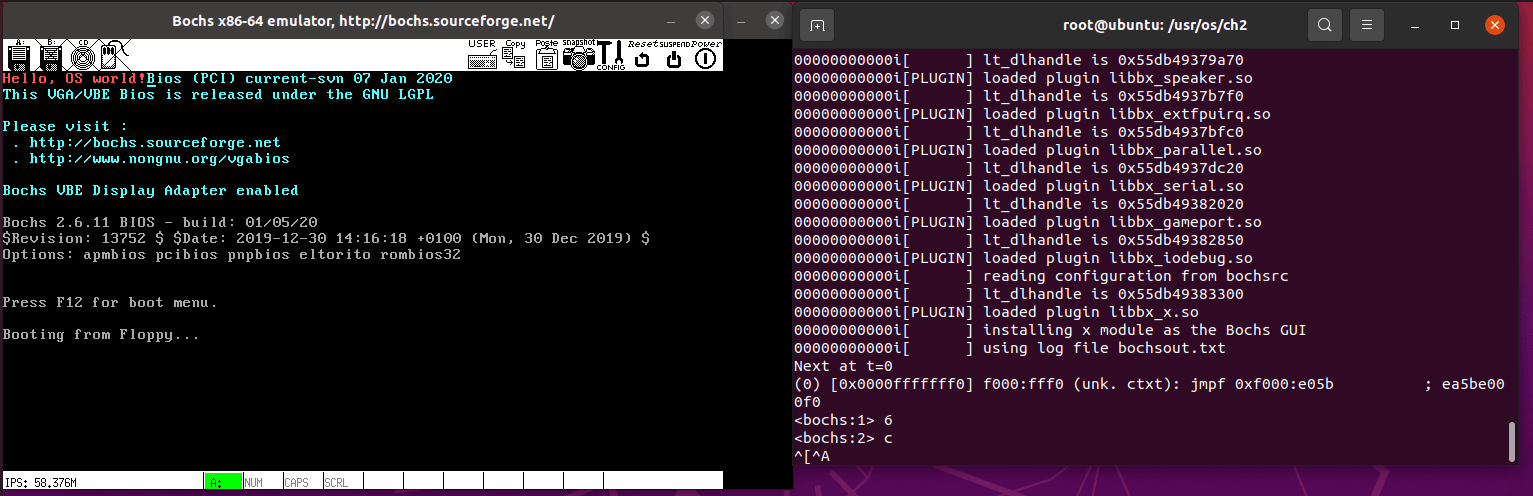 Bochs x86-64 emulator, http://bochs.sourceforge.net/
A: B: CD
USER Copy Paste snapshot CONFIG Reset SUSPEND Power
Hello, OS world!Bios (PCI) current-svn 07 Jan 2020
This VGA/VBE Bios is released under the GNU LGPL
Please visit :
. http://bochs.sourceforge.net
. http://www.nongnu.org/vgabios
Bochs VBE Display Adapter enabled
Bochs 2.6.11 BIOS - build: 01/05/20
$Revision: 13752 $ $Date: 2019-12-30 14:16:18 +0100 (Mon, 30 Dec 2019) $
Options: apmbios pcibios pnpbios eltorito rombios32
Press F12 for boot menu.
Booting from Floppy...
IPS: 58.376M A: NUM CAPS SCRL
root@ubuntu: /usr/os/ch2
00000000000i[      ] lt_dlhandle is 0x55db49379a70
00000000000i[PLUGIN] loaded plugin libbx_speaker.so
00000000000i[      ] lt_dlhandle is 0x55db4937b7f0
00000000000i[PLUGIN] loaded plugin libbx_extfpuirq.so
00000000000i[      ] lt_dlhandle is 0x55db4937bfc0
00000000000i[PLUGIN] loaded plugin libbx_parallel.so
00000000000i[      ] lt_dlhandle is 0x55db4937dc20
00000000000i[PLUGIN] loaded plugin libbx_serial.so
00000000000i[      ] lt_dlhandle is 0x55db49382020
00000000000i[PLUGIN] loaded plugin libbx_gameport.so
00000000000i[      ] lt_dlhandle is 0x55db49382850
00000000000i[PLUGIN] loaded plugin libbx_iodebug.so
00000000000i[      ] reading configuration from bochsrc
00000000000i[      ] lt_dlhandle is 0x55db49383300
00000000000i[PLUGIN] loaded plugin libbx_x.so
00000000000i[      ] installing x module as the Bochs GUI
00000000000i[      ] using log file bochsout.txt
Next at t=0
(0) [0x0000fffffff0] f000:fff0 (unk. ctxt): jmpf 0xf000:e05b          ; ea5be00
0f0
<bochs:1> 6
<bochs:2> c
^[^A